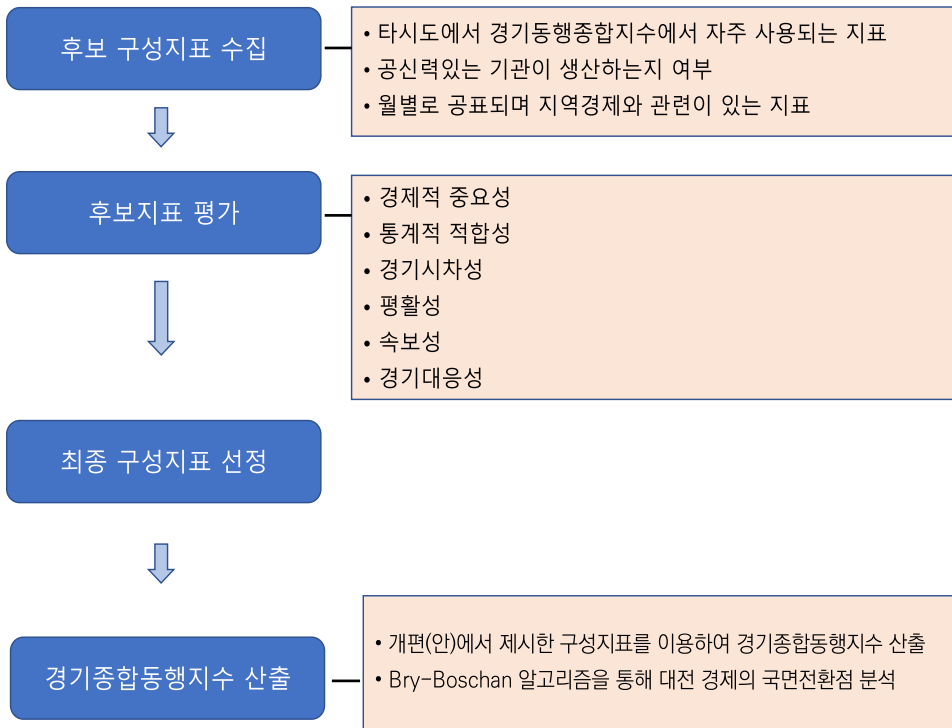 후보 구성지표 수집
• 타시도에서 경기동행종합지수에서 자주 사용되는 지표
• 공신력있는 기관이 생산하는지 여부
• 월별로 공표되며 지역경제와 관련이 있는 지표
후보지표 평가
• 경제적 중요성
• 통계적 적합성
• 경기시차성
• 평활성
• 속보성
• 경기대응성
최종 구성지표 선정
경기종합동행지수 산출
• 개편(안)에서 제시한 구성지표를 이용하여 경기종합동행지수 산출
• Bry-Boschan 알고리즘을 통해 대전 경제의 국면전환점 분석